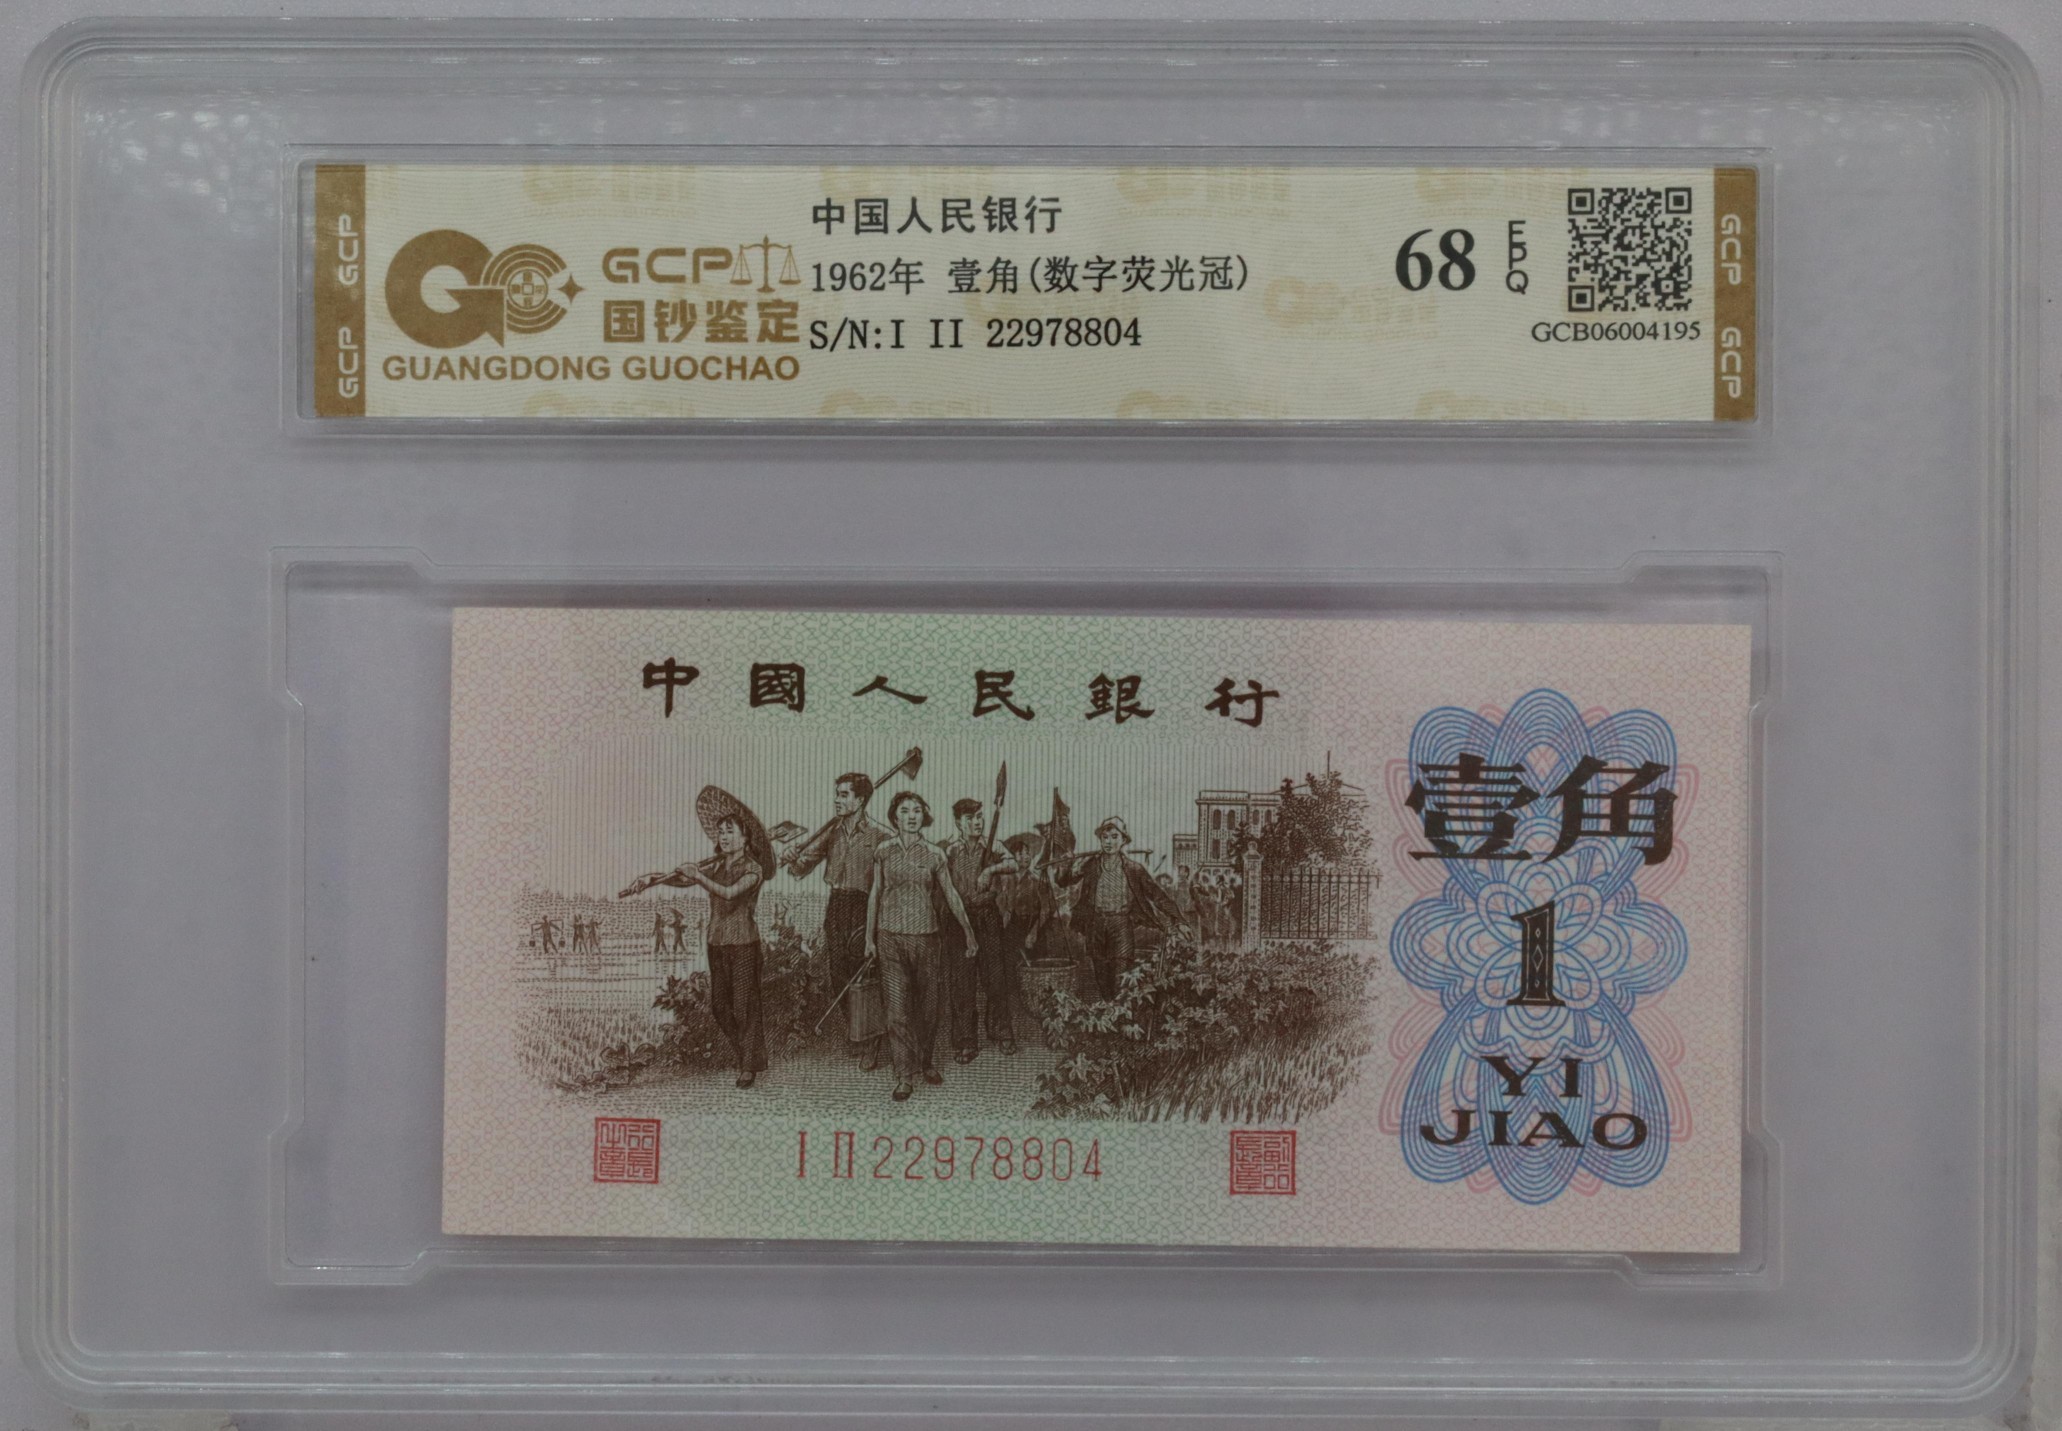 GCP
GCP
GCP
国钞鉴定
GUANGDONG GUOCHAO
中国人民银行
1962年 壹角(数字荧光冠)
S/N:I II 22978804
68
EPQ
GCB06004195
GCP
GCP
中國人民銀行
壹角
1
YI
JIAO
I II 22978804